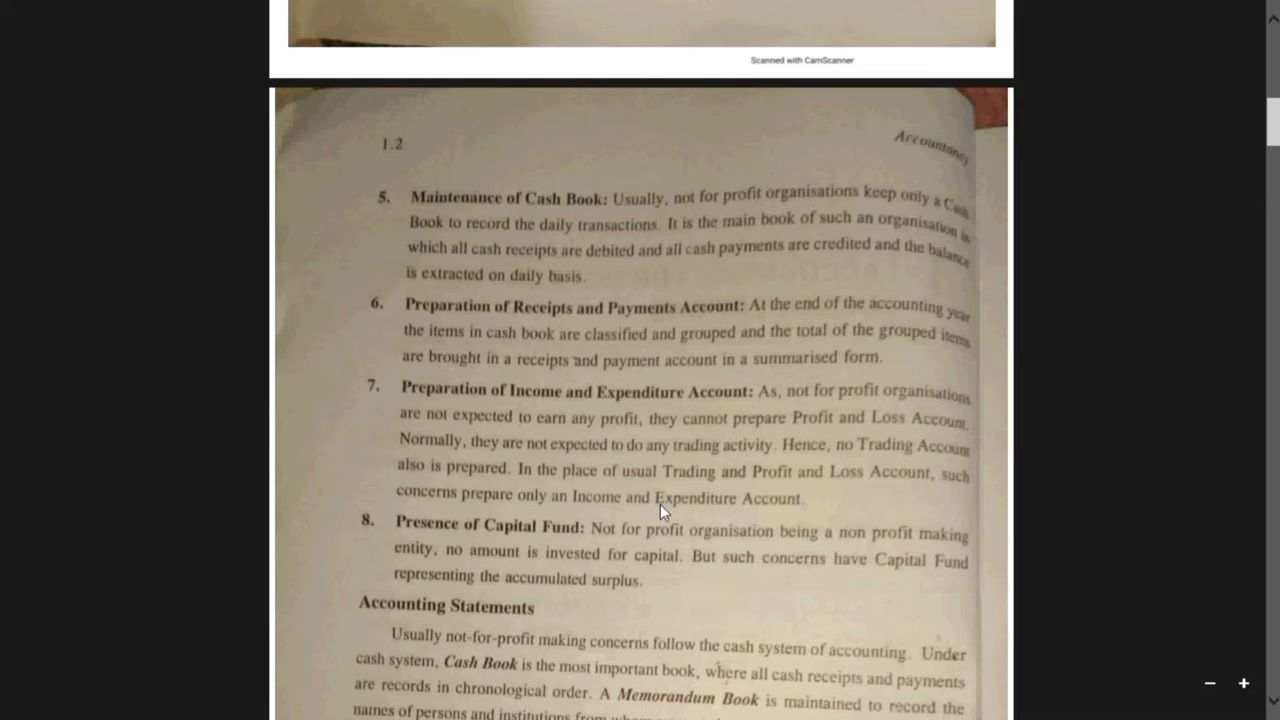 Scanned with CamScanner
1.2
Accountancy
5. Maintenance of Cash Book: Usually, not for profit organisations keep only a Cash
Book to record the daily transactions. It is the main book of such an organisation in
which all cash receipts are debited and all cash payments are credited and the balance
is extracted on daily basis.
6. Preparation of Receipts and Payments Account: At the end of the accounting year
the items in cash book are classified and grouped and the total of the grouped items
are brought in a receipts and payment account in a summarised form.
7. Preparation of Income and Expenditure Account: As, not for profit organisations
are not expected to earn any profit, they cannot prepare Profit and Loss Account.
Normally, they are not expected to do any trading activity. Hence, no Trading Account
also is prepared. In the place of usual Trading and Profit and Loss Account, such
concerns prepare only an Income and Expenditure Account.
8. Presence of Capital Fund: Not for profit organisation being a non profit making
entity, no amount is invested for capital. But such concerns have Capital Fund
representing the accumulated surplus.
Accounting Statements
Usually not-for-profit making concerns follow the cash system of accounting. Under
cash system, Cash Book is the most important book, where all cash receipts and payments
are records in chronological order. A Memorandum Book is maintained to record the
names of persons and institutions from